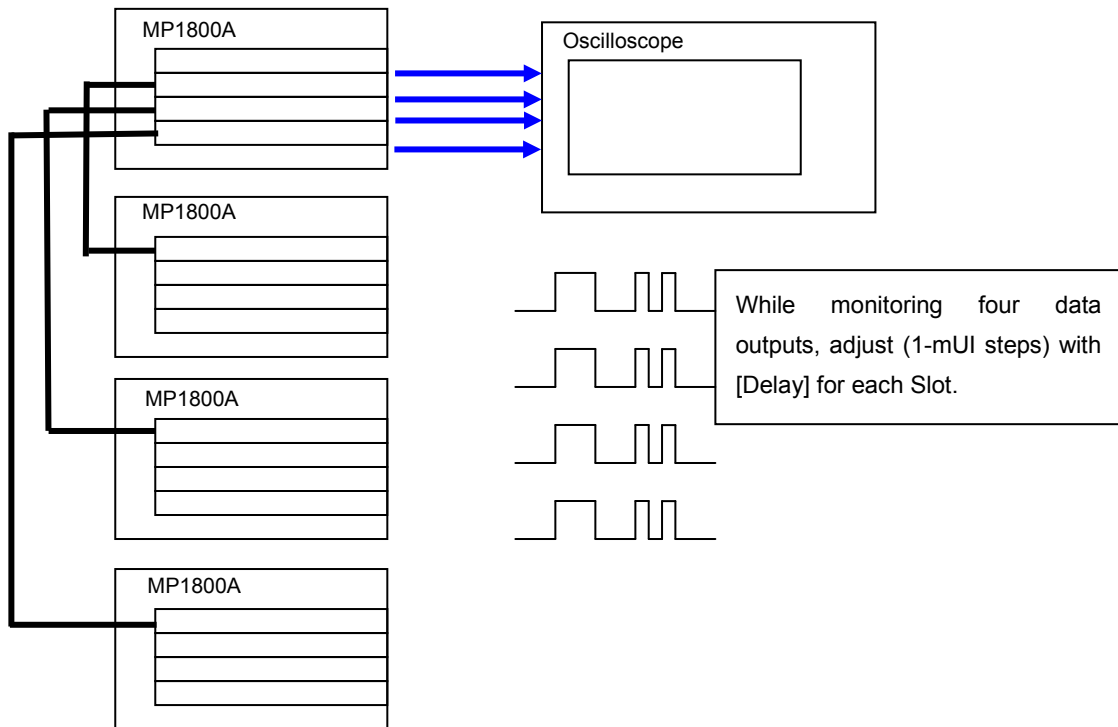 MP1800A
Oscilloscope
MP1800A
While monitoring four data
outputs, adjust (1-mUI steps) with
[Delay] for each Slot.
MP1800A
MP1800A